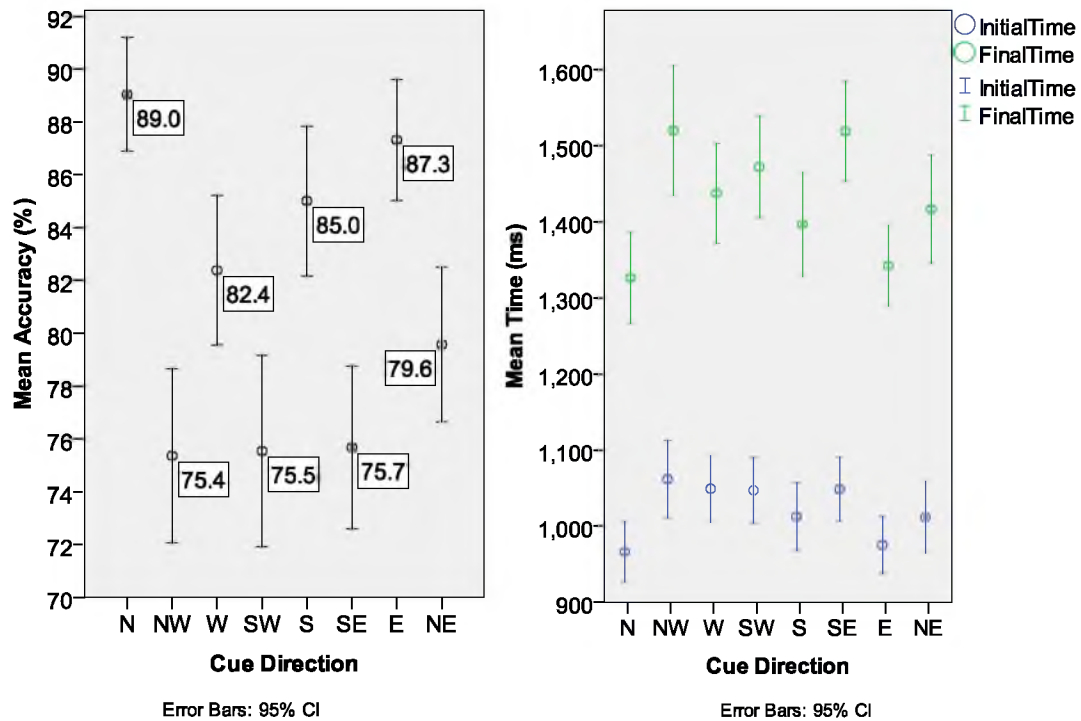 92
90
88
86
84
82
80
78
76
74
72
70
Mean Accuracy (%)
89.0
75.4
82.4
75.5
85.0
75.7
87.3
79.6
N NW W SW S SE E NE
Cue Direction
Error Bars: 95% CI
1,600
1,500
1,400
1,300
1,200
1,100
1,000
900
Mean Time (ms)
N NW W SW S SE E NE
Cue Direction
Error Bars: 95% CI
InitialTime
FinalTime
InitialTime
FinalTime